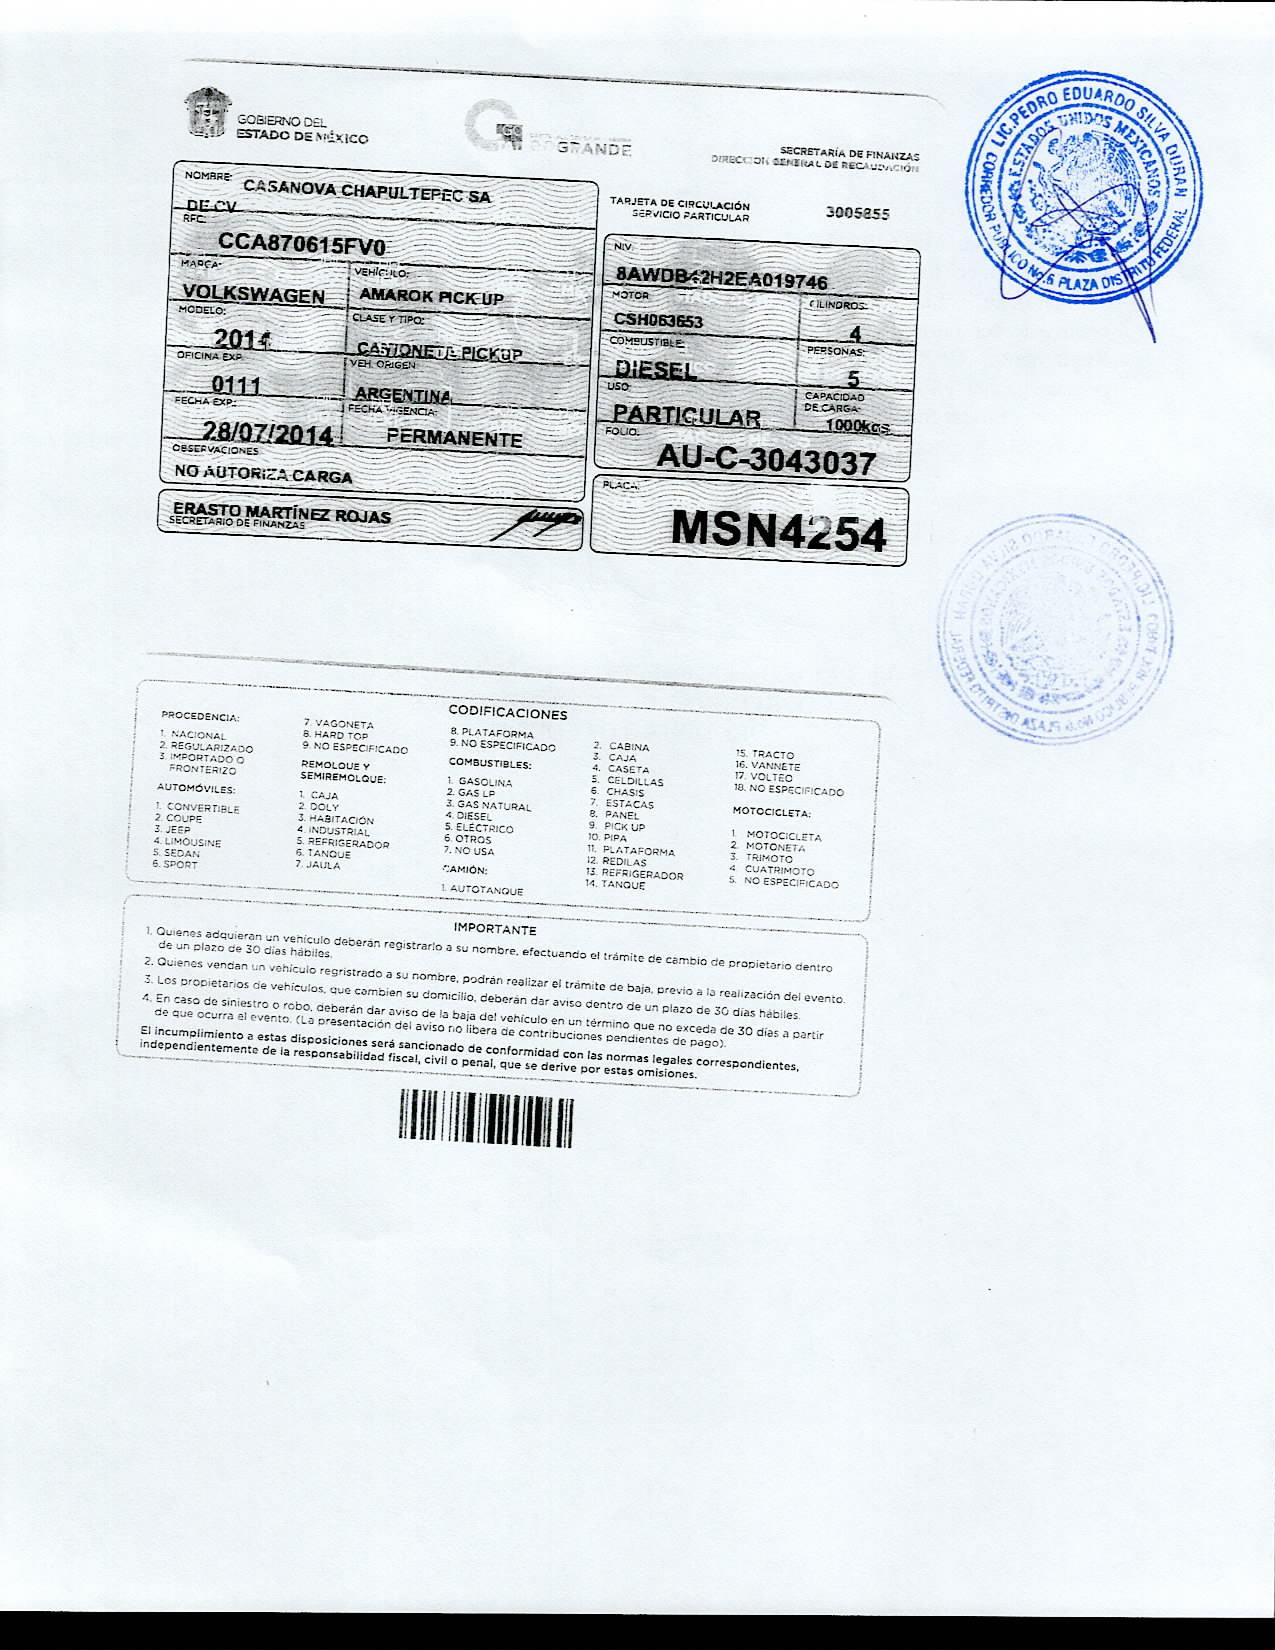 GOBIERNO DEL
ESTADO DE MÉXICO
GRANDE
SECRETARÍA DE FINANZAS
DIRECCION GENERAL DE RECAUDACIÓN
TARJETA DE CIRCULACIÓN
SERVICIO PARTICULAR
3005855
NOMBRE: CASANOVA CHAPULTEPEC SA
DE CV
RFC:
CCA870615FV0
MARCA: VEHÍCULO:
VOLKSWAGEN AMAROK PICK UP
MODELO: CLASE Y TIPO:
2014 CAMIONETA PICKUP
OFICINA EXP. VEH. ORIGEN:
0111 ARGENTINA
FECHA EXP.: FECHA VIGENCIA:
28/07/2014 PERMANENTE
OBSERVACIONES
NO AUTORIZA CARGA
ERASTO MARTÍNEZ ROJAS
SECRETARIO DE FINANZAS
NIV:
8AWDB42H2EA019746
MOTOR CILINDROS:
CSH063653 4
COMBUSTIBLE: PERSONAS:
DIESEL 5
USO: CAPACIDAD
DE CARGA:
PARTICULAR 1000kgs
FOLIO:
AU-C-3043037
PLACA:
MSN4254
CORREDOR PÚBLICO No.6 PLAZA DISTRITO FEDERAL
LIC. PEDRO EDUARDO SILVA DURAN
ESTADOS UNIDOS MEXICANOS
CODIFICACIONES
PROCEDENCIA:
1. NACIONAL
2. REGULARIZADO
3. IMPORTADO O
FRONTERIZO
AUTOMÓVILES:
1. CONVERTIBLE
2. COUPE
3. JEEP
4. LIMOUSINE
5. SEDAN
6. SPORT
7. VAGONETA
8. HARD TOP
9. NO ESPECIFICADO
REMOLQUE Y
SEMIREMOLQUE:
1. CAJA
2. DOLY
3. HABITACIÓN
4. INDUSTRIAL
5. REFRIGERADOR
6. TANQUE
7. JAULA
8. PLATAFORMA
9. NO ESPECIFICADO
COMBUSTIBLES:
1. GASOLINA
2. GAS LP
3. GAS NATURAL
4. DIESEL
5. ELÉCTRICO
6. OTROS
7. NO USA
CAMIÓN:
1. AUTOTANQUE
2. CABINA
3. CAJA
4. CASETA
5. CELDILLAS
6. CHASIS
7. ESTACAS
8. PANEL
9. PICK UP
10. PIPA
11. PLATAFORMA
12. REDILAS
13. REFRIGERADOR
14. TANQUE
15. TRACTO
16. VANNETE
17. VOLTEO
18. NO ESPECIFICADO
MOTOCICLETA:
1. MOTOCICLETA
2. MOTONETA
3. TRIMOTO
4. CUATRIMOTO
5. NO ESPECIFICADO
IMPORTANTE
1. Quienes adquieran un vehículo deberán registrarlo a su nombre, efectuando el trámite de cambio de propietario dentro
de un plazo de 30 días hábiles.
2. Quienes vendan un vehículo regristrado a su nombre, podrán realizar el trámite de baja, previo a la realización del evento.
3. Los propietarios de vehículos, que cambien su domicilio, deberán dar aviso dentro de un plazo de 30 días hábiles.
4. En caso de siniestro o robo, deberán dar aviso de la baja del vehículo en un término que no exceda de 30 días a partir
de que ocurra el evento. (La presentación del aviso no libera de contribuciones pendientes de pago).
El incumplimiento a estas disposiciones será sancionado de conformidad con las normas legales correspondientes,
independientemente de la responsabilidad fiscal, civil o penal, que se derive por estas omisiones.